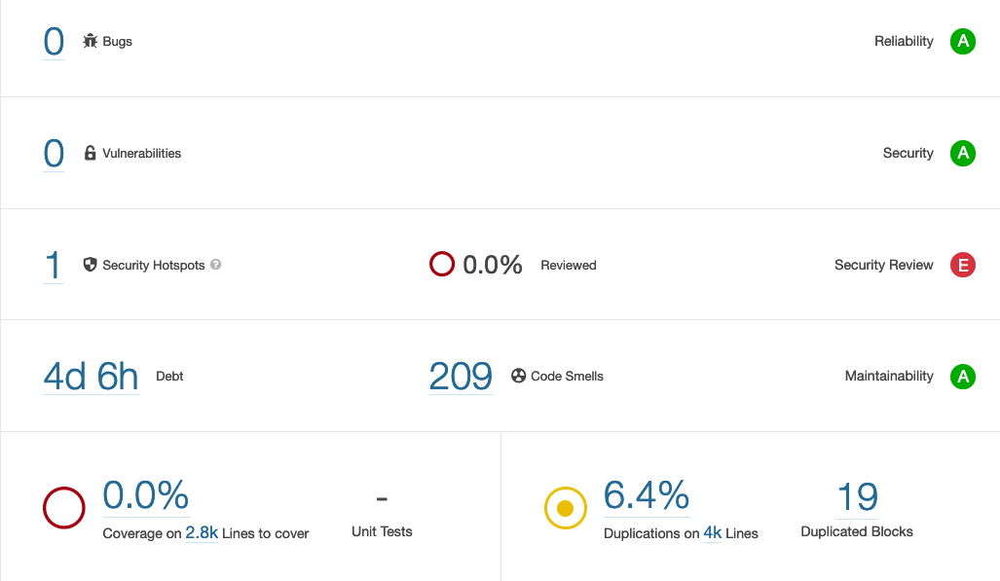 0 Bugs Reliability A
0 Vulnerabilities Security A
1 Security Hotspots ? 0.0% Reviewed Security Review E
4d 6h Debt 209 Code Smells Maintainability A
0.0% - 6.4% 19
Coverage on 2.8k Lines to cover Unit Tests Duplications on 4k Lines Duplicated Blocks